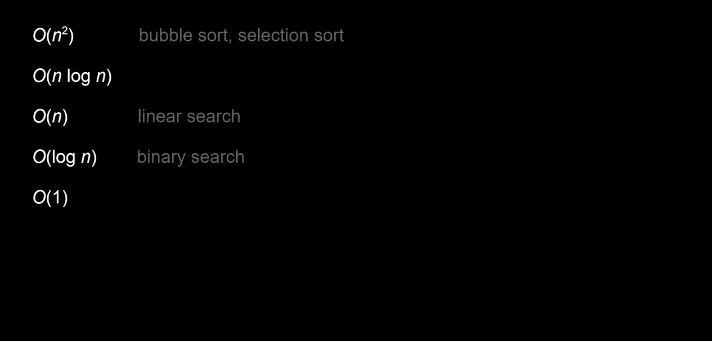 O(n²) bubble sort, selection sort
O(n log n)
O(n) linear search
O(log n) binary search
O(1)